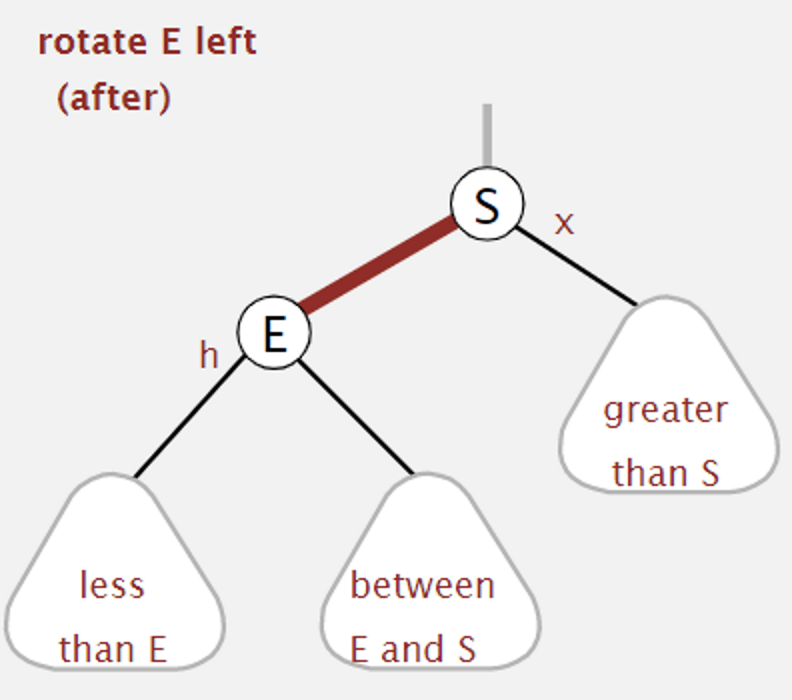 rotate E left
(after)
S
x
E
h
greater
than S
less
than E
between
E and S